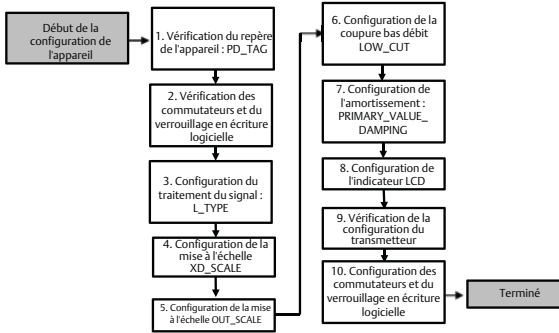 Début de la
configuration de
l'appareil
1. Vérification du repère
de l'appareil : PD_TAG
2. Vérification des
commutateurs et du
verrouillage en écriture
logicielle
3. Configuration du
traitement du signal :
L_TYPE
4. Configuration de la
mise à l'échelle
XD_SCALE
5. Configuration de la mise
à l'échelle OUT_SCALE
6. Configuration de la
coupure bas débit
LOW_CUT
7. Configuration de
l'amortissement :
PRIMARY_VALUE_
DAMPING
8. Configuration de
l'indicateur LCD
9. Vérification de la
configuration du
transmetteur
10. Configuration des
commutateurs et du
verrouillage en écriture
logicielle
Terminé